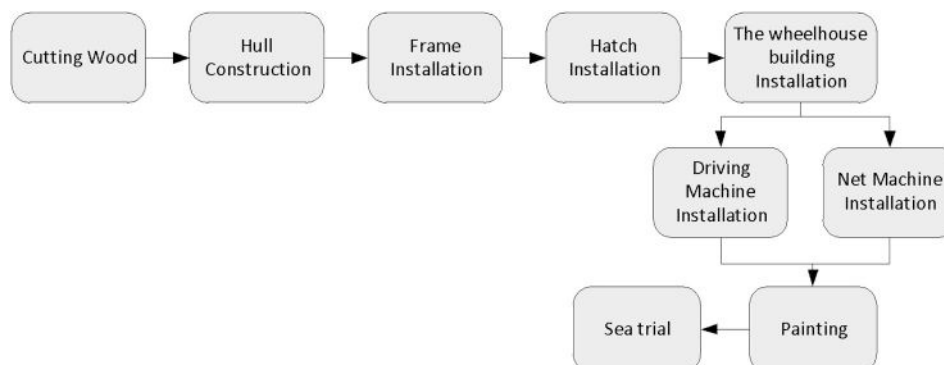 Cutting Wood
Hull
Construction
Frame
Installation
Hatch
Installation
The wheelhouse
building
Installation
Driving
Machine
Installation
Net Machine
Installation
Sea trial
Painting